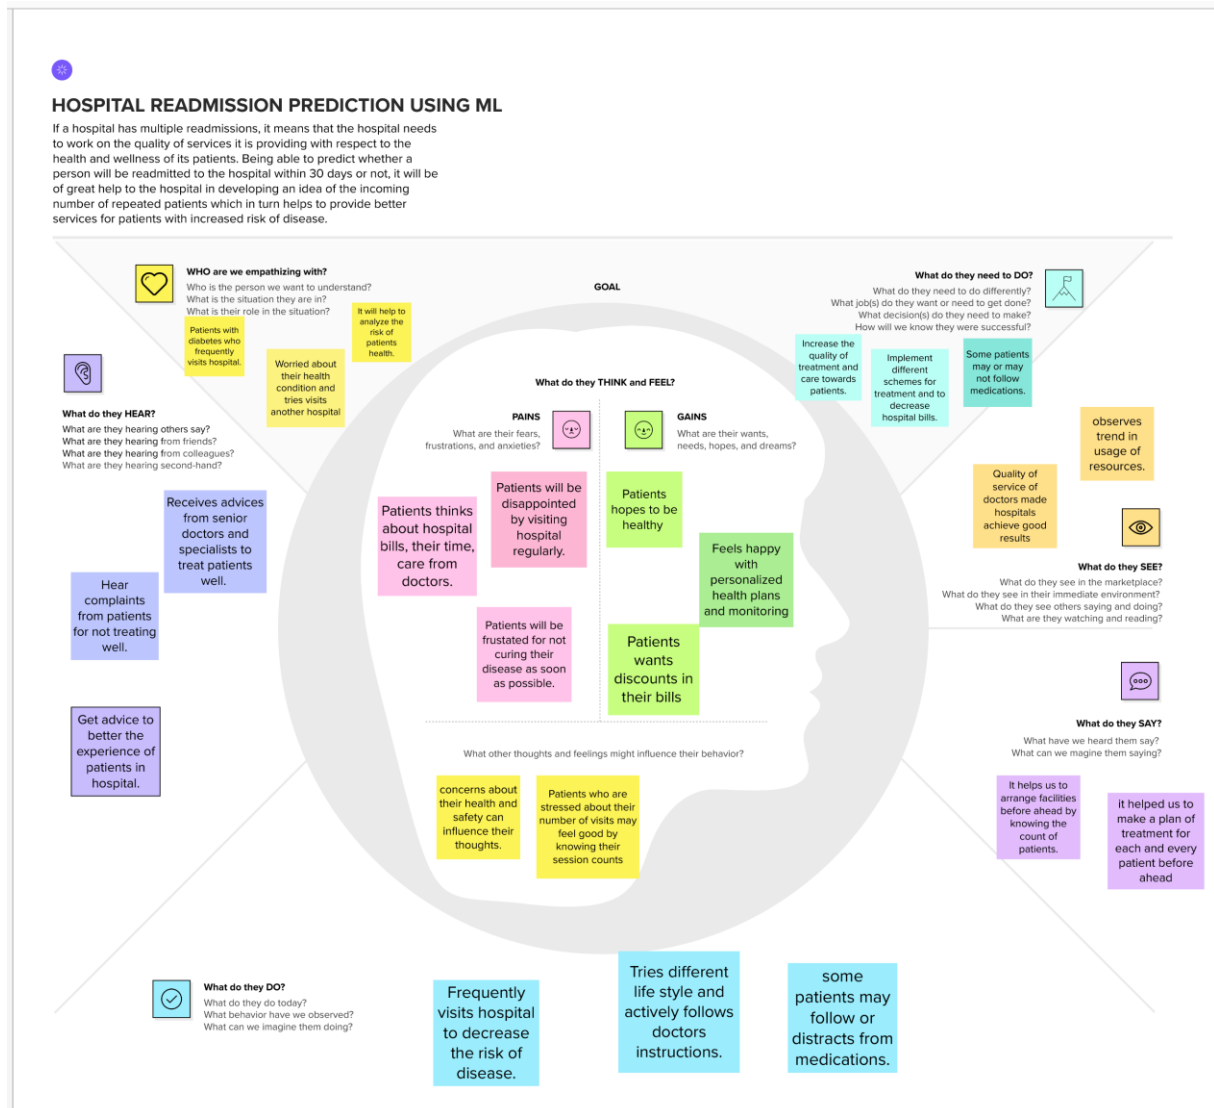 HOSPITAL READMISSION PREDICTION USING ML
If a hospital has multiple readmissions, it means that the hospital needs
to work on the quality of services it is providing with respect to the
health and wellness of its patients. Being able to predict whether a
person will be readmitted to the hospital within 30 days or not, it will be
of great help to the hospital in developing an idea of the incoming
number of repeated patients which in turn helps to provide better
services for patients with increased risk of disease.
WHO are we empathizing with?
Who is the person we want to understand?
What is the situation they are in?
What is their role in the situation?
Patients with
diabetes who
frequently
visits hospital.
Worried about
their health
condition and
tries visits
another hospital
It will help to
analyze the
risk of
patients
health.
GOAL
What do they need to DO?
What do they need to do differently?
What job(s) do they want or need to get done?
What decision(s) do they need to make?
How will we know they were successful?
Increase the
quality of
treatment and
care towards
patients.
Implement
different
schemes for
treatment and to
decrease
hospital bills.
Some patients
may or may
not follow
medications.
What do they HEAR?
What are they hearing others say?
What are they hearing from friends?
What are they hearing from colleagues?
What are they hearing second-hand?
Receives advices
from senior
doctors and
specialists to
treat patients
well.
Hear
complaints
from patients
for not treating
well.
Get advice to
better the
experience of
patients in
hospital.
What do they THINK and FEEL?
PAINS
What are their fears,
frustrations, and anxieties?
GAINS
What are their wants,
needs, hopes, and dreams?
Patients thinks
about hospital
bills, their time,
care from
doctors.
Patients will be
disappointed
by visiting
hospital
regularly.
Patients will be
frustated for not
curing their
disease as soon
as possible.
Patients
hopes to be
healthy
Feels happy
with
personalized
health plans
and monitoring
Patients
wants
discounts in
their bills
What other thoughts and feelings might influence their behavior?
concerns about
their health and
safety can
influence their
thoughts.
Patients who are
stressed about their
number of visits may
feel good by
knowing their
session counts
observes
trend in
usage of
resources.
Quality of
service of
doctors made
hospitals
achieve good
results
What do they SEE?
What do they see in the marketplace?
What do they see in their immediate environment?
What do they see others saying and doing?
What are they watching and reading?
What do they SAY?
What have we heard them say?
What can we magine them saying?
It helps us to
arrange facilities
before ahead by
knowing the
count of
patients.
it helped us to
make a plan of
treatment for
each and every
patient before
ahead
What do they DO?
What do they do today?
What behavior have we observed?
What can we imagine them doing?
Frequently
visits hospital
to decrease
the risk of
disease.
Tries different
life style and
actively follows
doctors
instructions.
some
patients may
follow or
distracts from
medications.